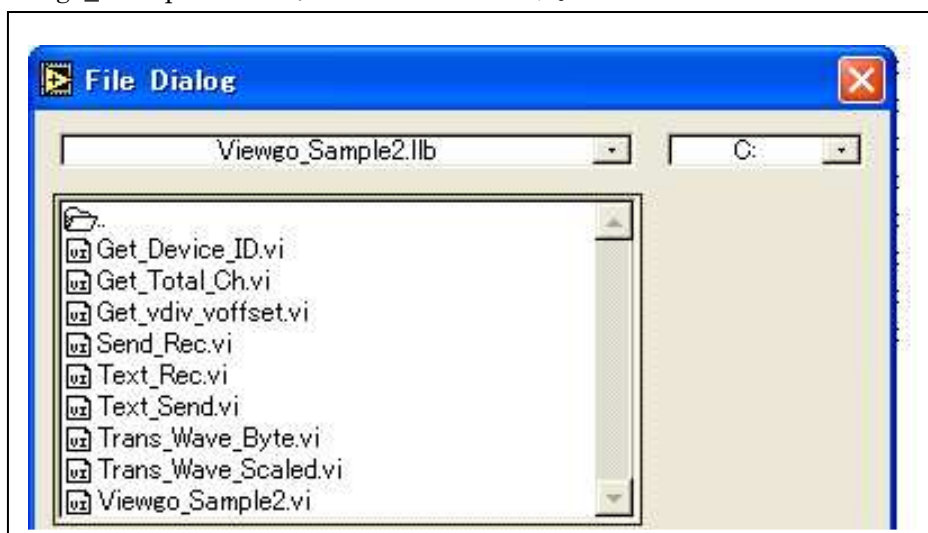 File Dialog
Viewgo_Sample2.llb
C:
..
Get_Device_ID.vi
Get_Total_Ch.vi
Get_vdiv_voffset.vi
Send_Rec.vi
Text_Rec.vi
Text_Send.vi
Trans_Wave_Byte.vi
Trans_Wave_Scaled.vi
Viewgo_Sample2.vi